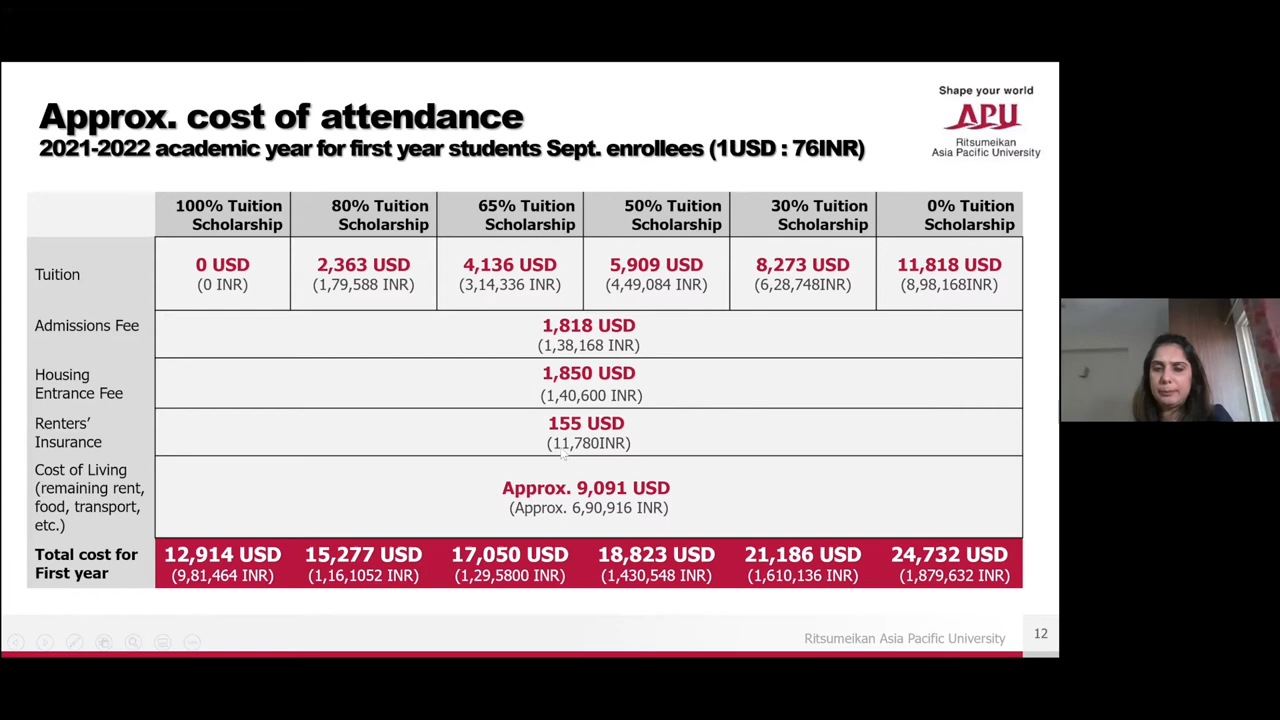 Approx. cost of attendance
2021-2022 academic year for first year students Sept. enrollees (1USD : 76INR)
Shape your world
APU
Ritsumeikan
Asia Pacific University
100% Tuition Scholarship
80% Tuition Scholarship
65% Tuition Scholarship
50% Tuition Scholarship
30% Tuition Scholarship
0% Tuition Scholarship
Tuition
0 USD
(0 INR)
2,363 USD
(1,79,588 INR)
4,136 USD
(3,14,336 INR)
5,909 USD
(4,49,084 INR)
8,273 USD
(6,28,748INR)
11,818 USD
(8,98,168INR)
Admissions Fee
1,818 USD
(1,38,168 INR)
Housing
Entrance Fee
1,850 USD
(1,40,600 INR)
Renters'
Insurance
155 USD
(11,780INR)
Cost of Living
(remaining rent,
food, transport,
etc.)
Approx. 9,091 USD
(Approx. 6,90,916 INR)
Total cost for
First year
12,914 USD
(9,81,464 INR)
15,277 USD
(1,16,1052 INR)
17,050 USD
(1,29,5800 INR)
18,823 USD
(1,430,548 INR)
21,186 USD
(1,610,136 INR)
24,732 USD
(1,879,632 INR)
Ritsumeikan Asia Pacific University
12